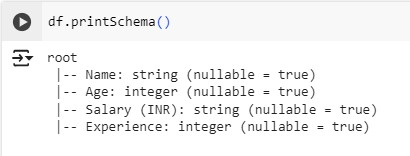 df.printSchema()
root
 |-- Name: string (nullable = true)
 |-- Age: integer (nullable = true)
 |-- Salary (INR): string (nullable = true)
 |-- Experience: integer (nullable = true)